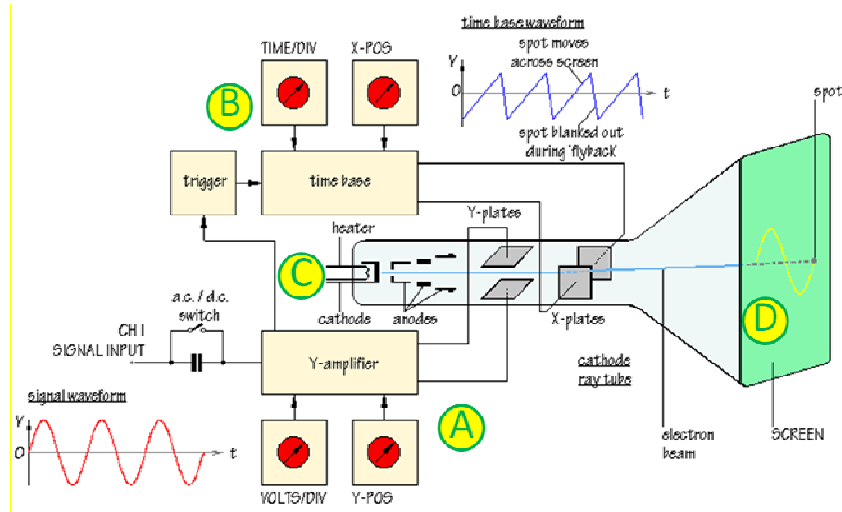 time base waveform
TIME/DIV X-POS
spot moves
across screen
Y
O
t
spot
B
spot blanked out
during flyback
trigger
time base
Y-plates
heater
C
cathode
anodes
X-plates
D
a.c. / d.c.
switch
CH I
SIGNAL INPUT
Y-amplifier
cathode
ray tube
signal waveform
Y
O
t
A
electron
beam
SCREEN
VOLTS/DIV Y-POS